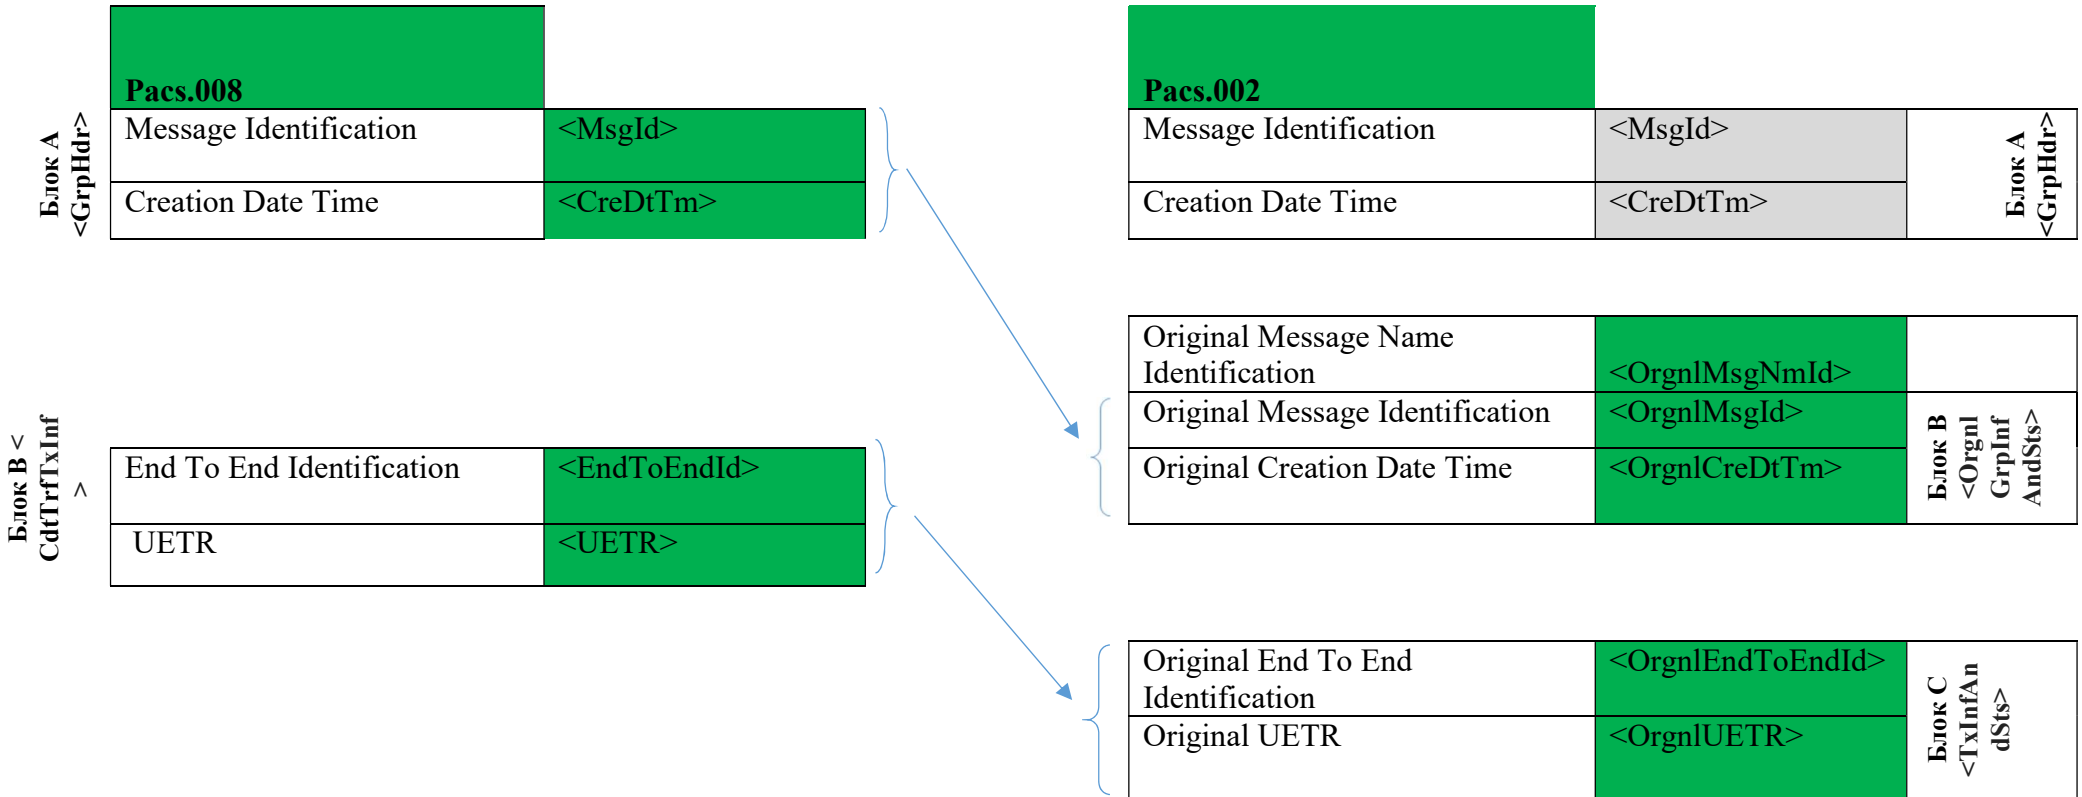 Pacs.008
Блок А
<GrpHdr>
Message Identification
<MsgId>
Creation Date Time
<CreDtTm>
Блок B <
CdtTrfTxInf
>
End To End Identification
<EndToEndId>
UETR
<UETR>
Pacs.002
Message Identification
<MsgId>
Creation Date Time
<CreDtTm>
Блок А
<GrpHdr>
Original Message Name
Identification
<OrgnlMsgNmId>
Original Message Identification
<OrgnlMsgId>
Original Creation Date Time
<OrgnlCreDtTm>
Блок B
<Orgnl
GrpInf
AndSts>
Original End To End
Identification
<OrgnlEndToEndId>
Original UETR
<OrgnlUETR>
Блок C
<TxInfAn
dSts>